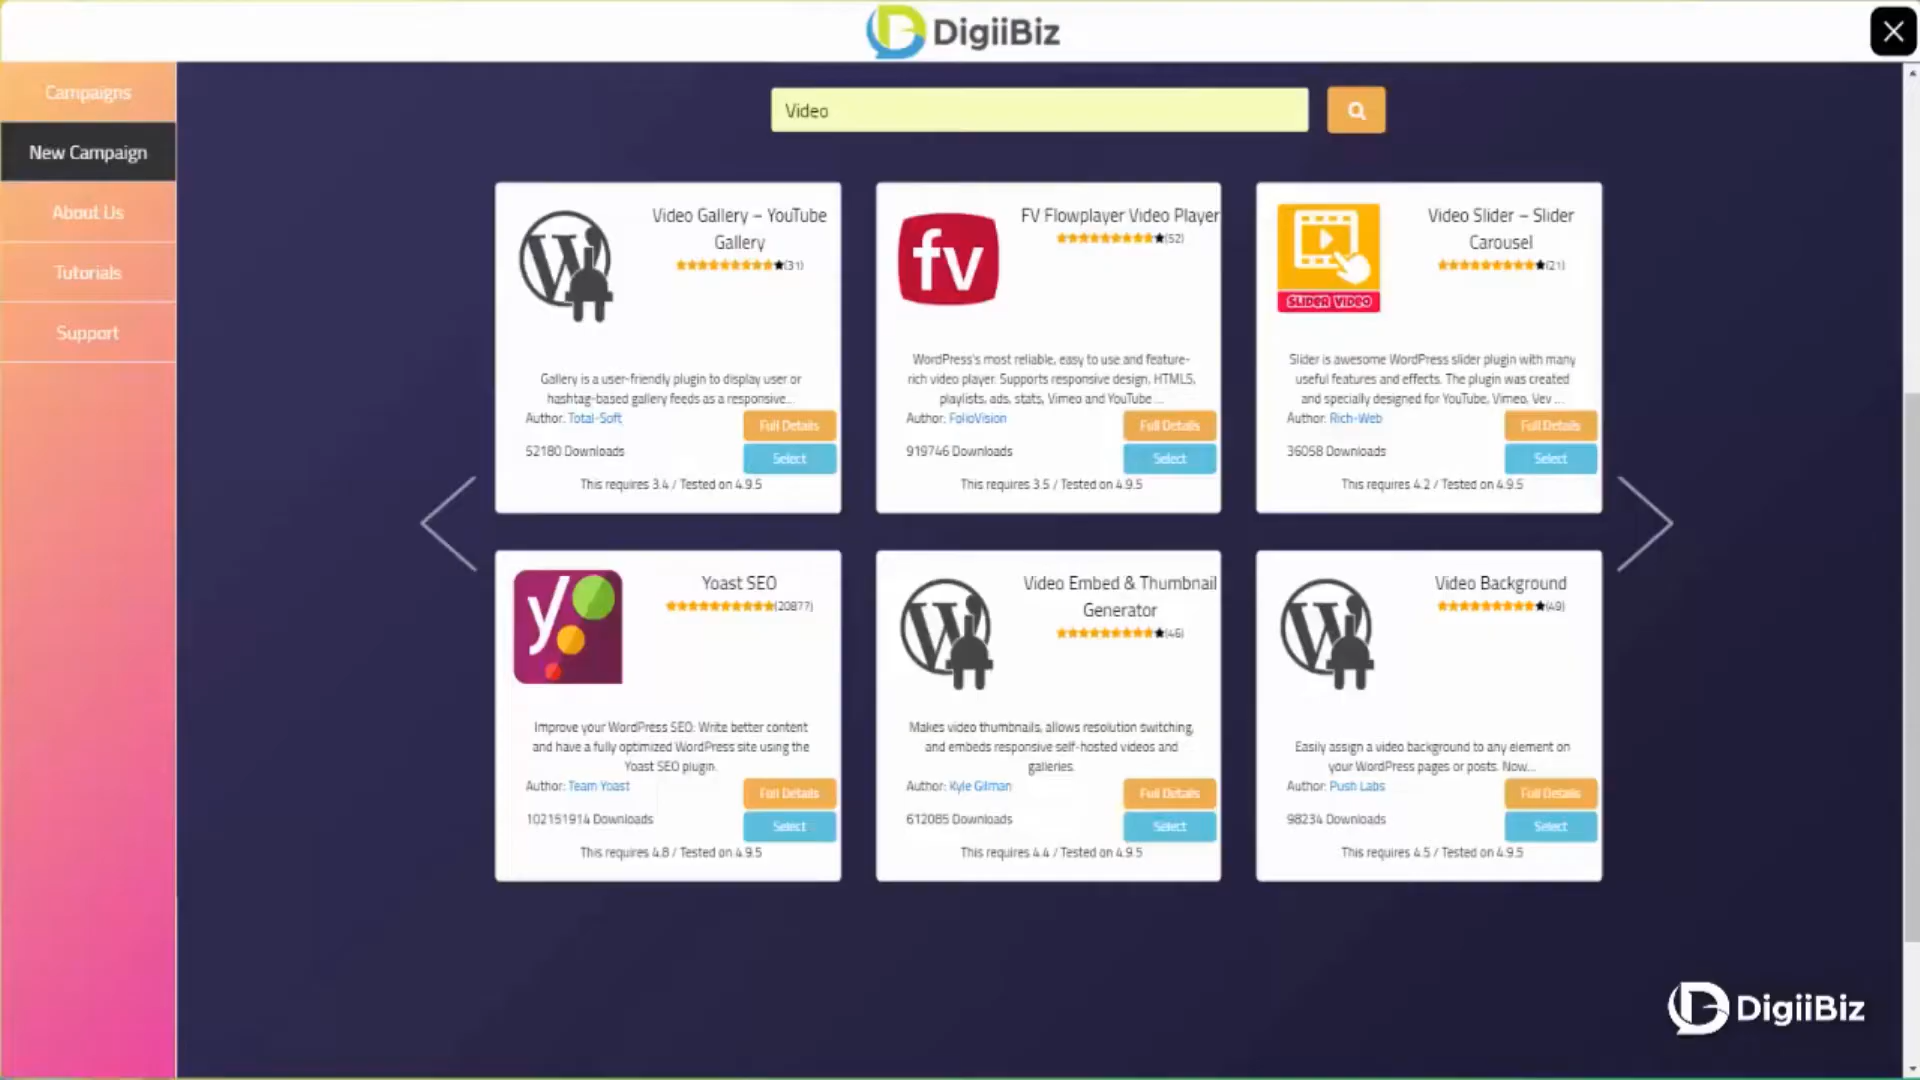 DigiiBiz
Campaigns
New Campaign
About Us
Tutorials
Support
Video
Video Gallery – YouTube
Gallery
(31)
Gallery is a user-friendly plugin to display user or
hashtag-based gallery feeds as a responsive...
Author: Total-Soft
Full Details
52180 Downloads
Select
This requires 3.4 / Tested on 4.9.5
fv
FV Flowplayer Video Player
(52)
WordPress's most reliable, easy to use and feature-
rich video player. Supports responsive design, HTML5,
playlists, ads, stats, Vimeo and YouTube ...
Author: FolioVision
Full Details
919746 Downloads
Select
This requires 3.5 / Tested on 4.9.5
SLIDER VIDEO
Video Slider – Slider
Carousel
(21)
Slider is awesome WordPress slider plugin with many
useful features and effects. The plugin was created
and specially designed for YouTube, Vimeo, Vev ...
Author: Rich-Web
Full Details
36058 Downloads
Select
This requires 4.2 / Tested on 4.9.5
y
Yoast SEO
(20877)
Improve your WordPress SEO: Write better content
and have a fully optimized WordPress site using the
Yoast SEO plugin.
Author: Team Yoast
Full Details
102151914 Downloads
Select
This requires 4.8 / Tested on 4.9.5
Video Embed & Thumbnail
Generator
(46)
Makes video thumbnails, allows resolution switching,
and embeds responsive self-hosted videos and
galleries.
Author: Kyle Gilman
Full Details
612085 Downloads
Select
This requires 4.4 / Tested on 4.9.5
Video Background
(49)
Easily assign a video background to any element on
your WordPress pages or posts. Now...
Author: Push Labs
Full Details
98234 Downloads
Select
This requires 4.5 / Tested on 4.9.5
DigiiBiz